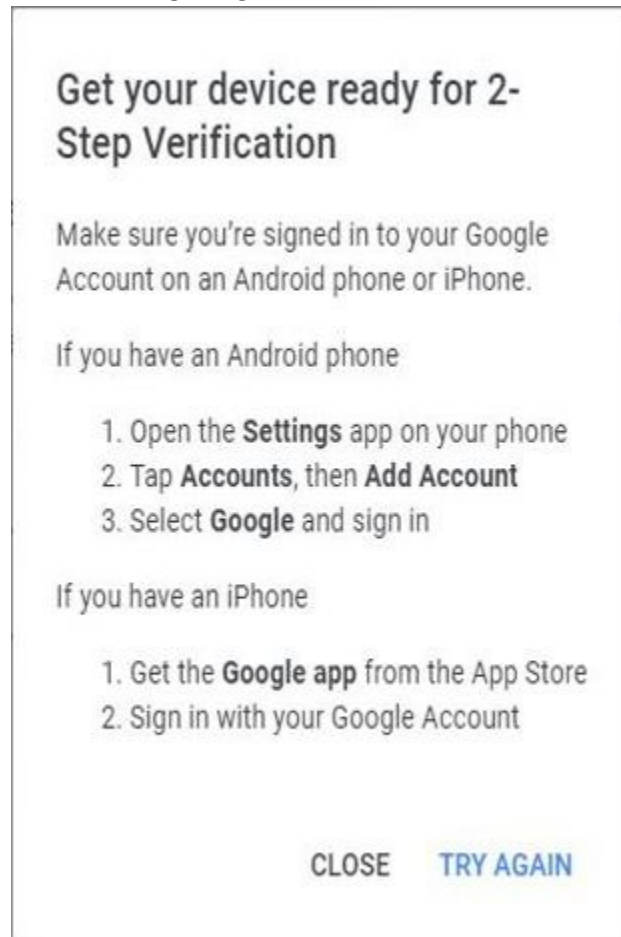 Get your device ready for 2-
Step Verification
Make sure you're signed in to your Google
Account on an Android phone or iPhone.
If you have an Android phone
1. Open the Settings app on your phone
2. Tap Accounts, then Add Account
3. Select Google and sign in
If you have an iPhone
1. Get the Google app from the App Store
2. Sign in with your Google Account
CLOSE TRY AGAIN